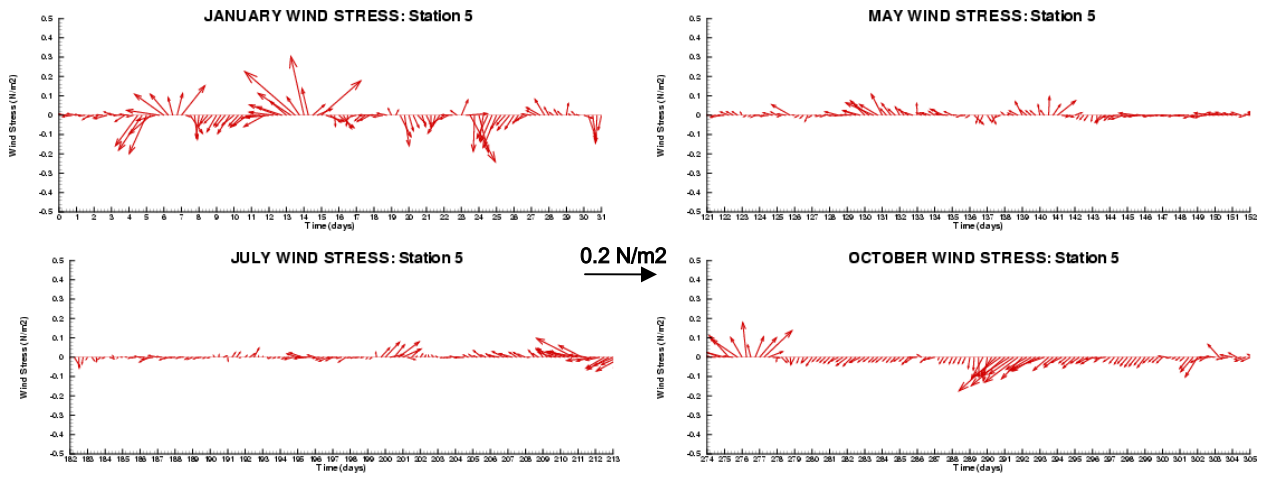 JANUARY WIND STRESS: Station 5
0.5
0.4
0.3
0.2
0.1
0
-0.1
-0.2
-0.3
-0.4
-0.5
Wind Stress (N/m2)
0 1 2 3 4 5 6 7 8 9 10 11 12 13 14 15 16 17 18 19 20 21 22 23 24 25 26 27 28 29 30 31
Time (days)
MAY WIND STRESS: Station 5
0.5
0.4
0.3
0.2
0.1
0
-0.1
-0.2
-0.3
-0.4
-0.5
Wind Stress (N/m2)
121 122 123 124 125 126 127 128 129 130 131 132 133 134 135 136 137 138 139 140 141 142 143 144 145 146 147 148 149 150 151 152
Time (days)
0.2 N/m2
JULY WIND STRESS: Station 5
0.5
0.4
0.3
0.2
0.1
0
-0.1
-0.2
-0.3
-0.4
-0.5
Wind Stress (N/m2)
182 183 184 185 186 187 188 189 190 191 192 193 194 195 196 197 198 199 200 201 202 203 204 205 206 207 208 209 210 211 212 213
Time (days)
OCTOBER WIND STRESS: Station 5
0.5
0.4
0.3
0.2
0.1
0
-0.1
-0.2
-0.3
-0.4
-0.5
Wind Stress (N/m2)
274 275 276 277 278 279 280 281 282 283 284 285 286 287 288 289 290 291 292 293 294 295 296 297 298 299 300 301 302 303 304 305
Time (days)